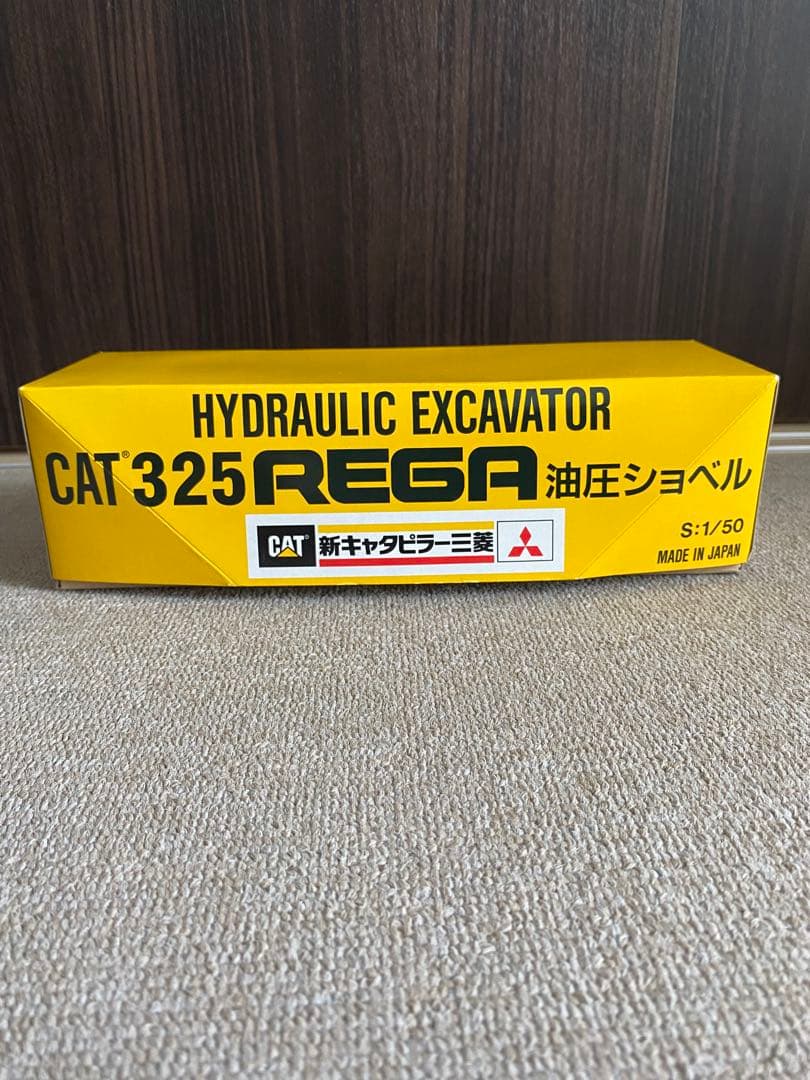 HYDRAULIC EXCAVATOR
CAT® 325 REGA 油圧ショベル
CAT® 新キャタピラー三菱
S:1/50
MADE IN JAPAN